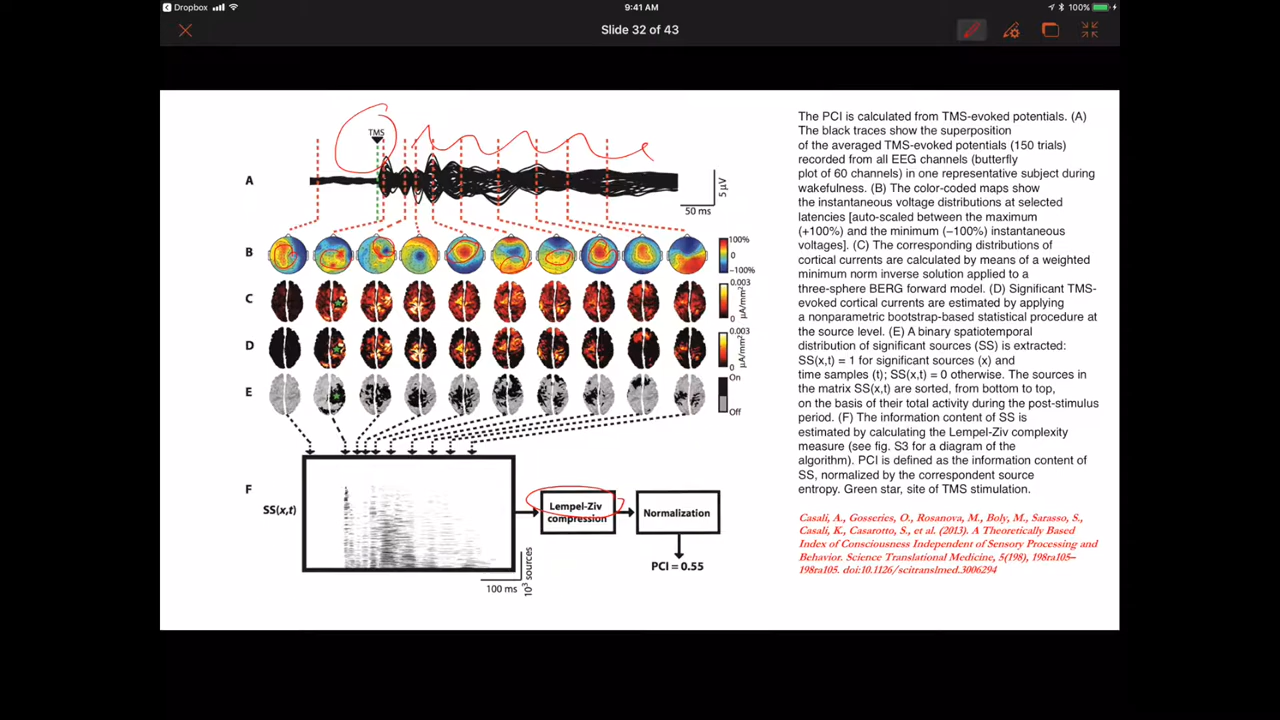 Dropbox
9:41 AM
100%
Slide 32 of 43
TMS
A
5 µV
50 ms
B
100%
0
−100%
C
0.003
0
µA/mm²
D
0.003
0
µA/mm²
E
On
Off
F
SS(x,t)
Lempel-Ziv
compression
Normalization
PCI = 0.55
100 ms
10³ sources
The PCI is calculated from TMS-evoked potentials. (A)
The black traces show the superposition
of the averaged TMS-evoked potentials (150 trials)
recorded from all EEG channels (butterfly
plot of 60 channels) in one representative subject during
wakefulness. (B) The color-coded maps show
the instantaneous voltage distributions at selected
latencies [auto-scaled between the maximum
(+100%) and the minimum (−100%) instantaneous
voltages]. (C) The corresponding distributions of
cortical currents are calculated by means of a weighted
minimum norm inverse solution applied to a
three-sphere BERG forward model. (D) Significant TMS-
evoked cortical currents are estimated by applying
a nonparametric bootstrap-based statistical procedure at
the source level. (E) A binary spatiotemporal
distribution of significant sources (SS) is extracted:
SS(x,t) = 1 for significant sources (x) and
time samples (t); SS(x,t) = 0 otherwise. The sources in
the matrix SS(x,t) are sorted, from bottom to top,
on the basis of their total activity during the post-stimulus
period. (F) The information content of SS is
estimated by calculating the Lempel-Ziv complexity
measure (see fig. S3 for a diagram of the
algorithm). PCI is defined as the information content of
SS, normalized by the correspondent source
entropy. Green star, site of TMS stimulation.
Casali, A., Gosseries, O., Rosanova, M., Boly, M., Sarasso, S.,
Casali, K., Casarotto, S., et al. (2013). A Theoretically Based
Index of Consciousness Independent of Sensory Processing and
Behavior. Science Translational Medicine, 5(198), 198ra105–
198ra105. doi:10.1126/scitranslmed.3006294